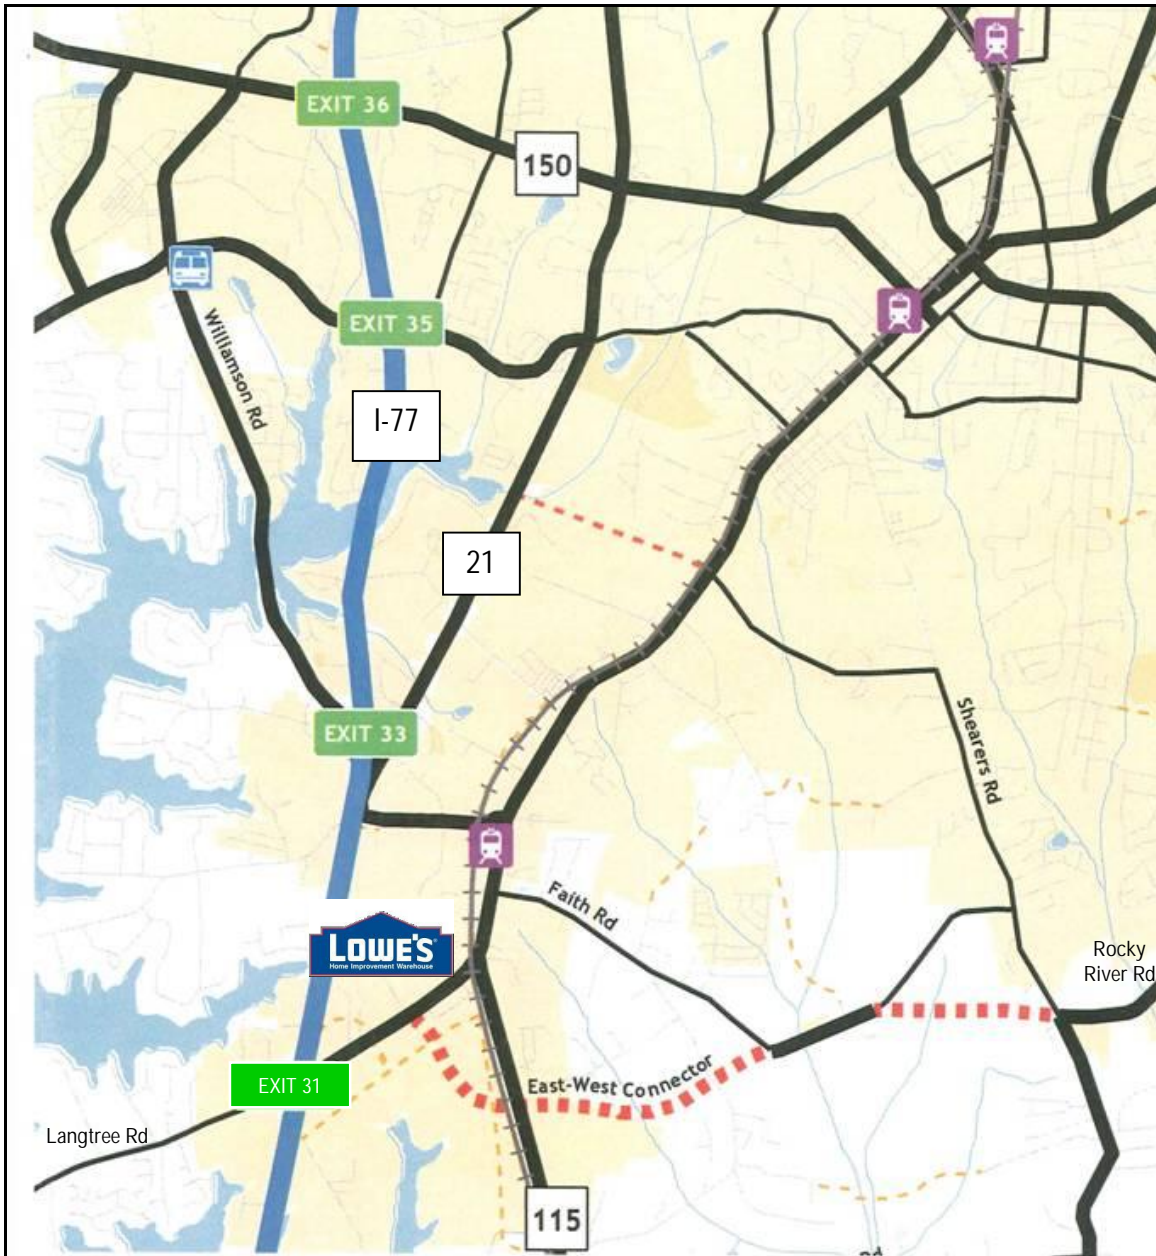 EXIT 36
150
EXIT 35
Williamson Rd
I-77
21
EXIT 33
Shearers Rd
Faith Rd
LOWE'S
Home Improvement Warehouse
Rocky
River Rd
EXIT 31
East-West Connector
Langtree Rd
115